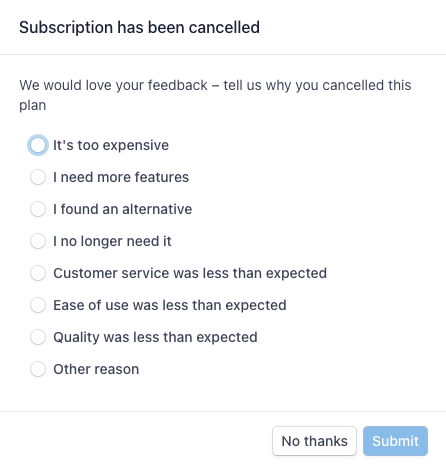 Subscription has been cancelled
We would love your feedback – tell us why you cancelled this
plan
It's too expensive
I need more features
I found an alternative
I no longer need it
Customer service was less than expected
Ease of use was less than expected
Quality was less than expected
Other reason
No thanks
Submit